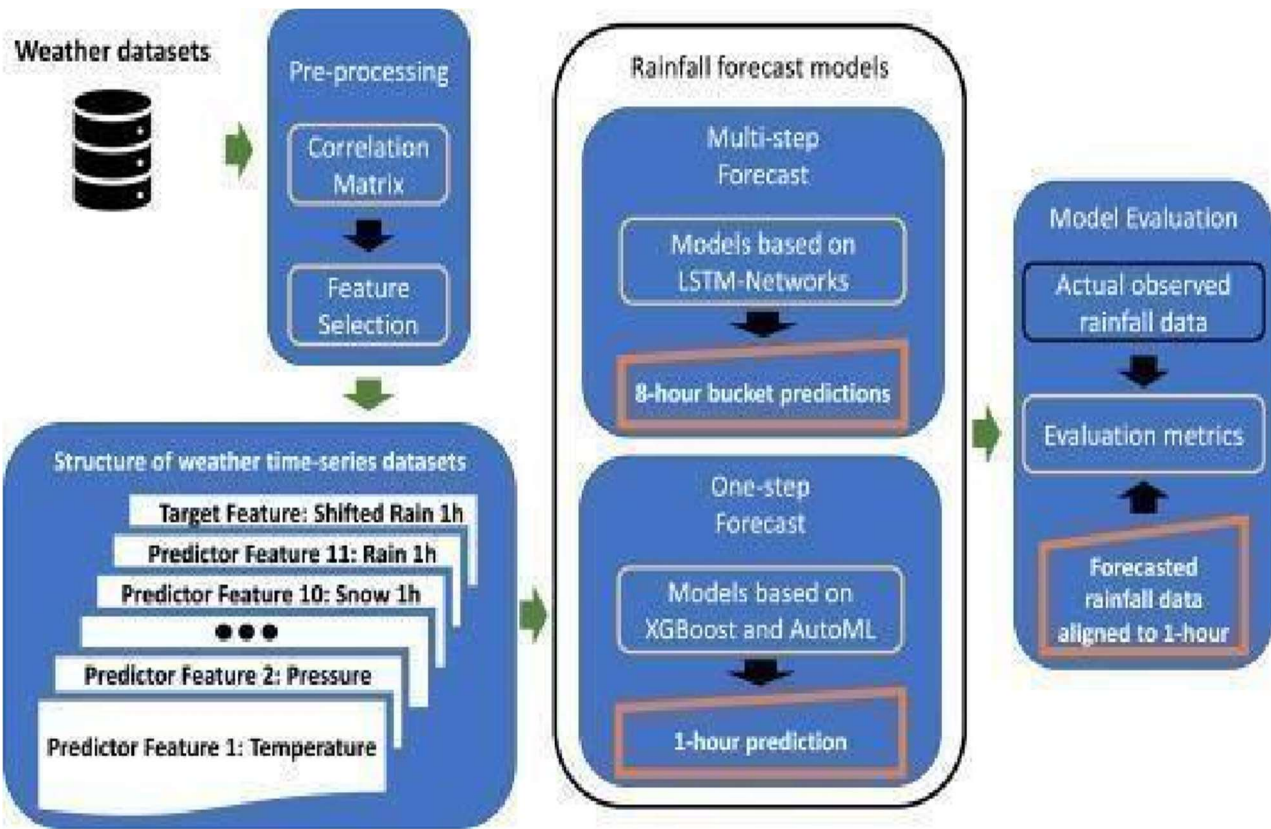 Weather datasets
Pre-processing
Correlation
Matrix
Feature
Selection
Structure of weather time-series datasets
Target Feature: Shifted Rain 1h
Predictor Feature 11: Rain 1h
Predictor Feature 10: Snow 1h
●●●
Predictor Feature 2: Pressure
Predictor Feature 1: Temperature
Rainfall forecast models
Multi-step
Forecast
Models based on
LSTM-Networks
8-hour bucket predictions
One-step
Forecast
Models based on
XGBoost and AutoML
1-hour prediction
Model Evaluation
Actual observed
rainfall data
Evaluation metrics
Forecasted
rainfall data
aligned to 1-hour